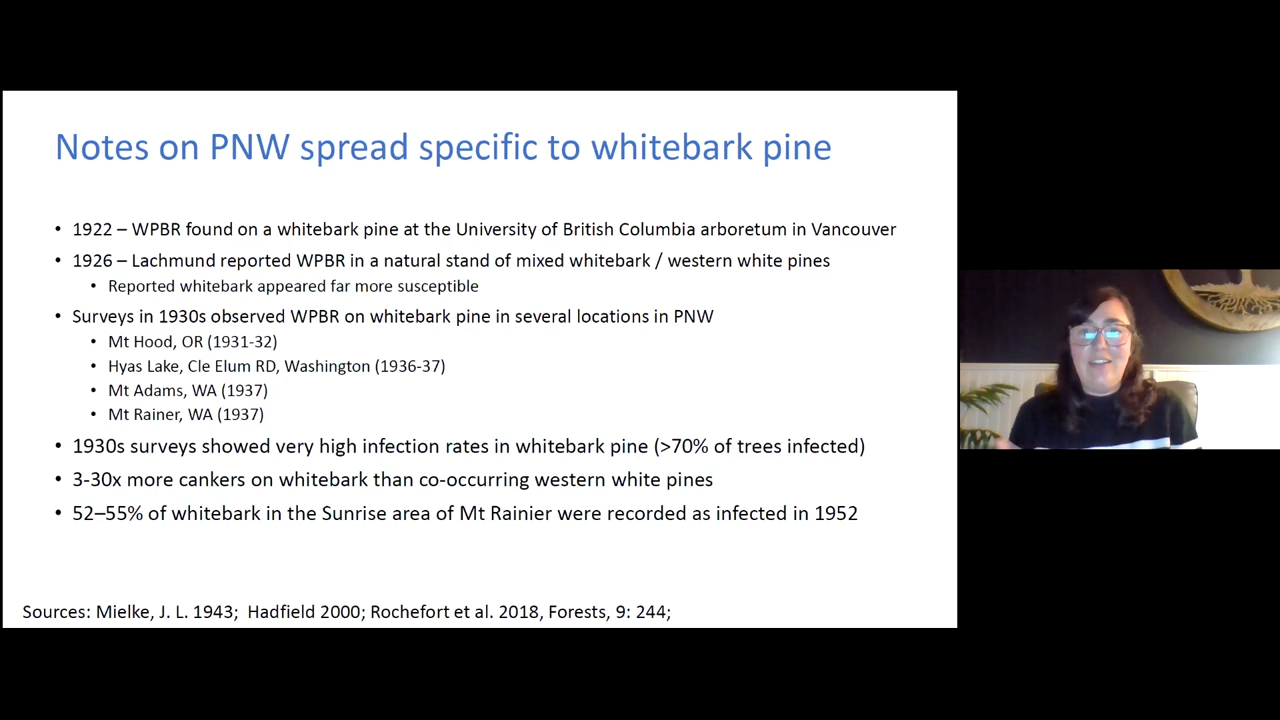 Notes on PNW spread specific to whitebark pine
• 1922 – WPBR found on a whitebark pine at the University of British Columbia arboretum in Vancouver
• 1926 – Lachmund reported WPBR in a natural stand of mixed whitebark / western white pines
• Reported whitebark appeared far more susceptible
• Surveys in 1930s observed WPBR on whitebark pine in several locations in PNW
• Mt Hood, OR (1931-32)
• Hyas Lake, Cle Elum RD, Washington (1936-37)
• Mt Adams, WA (1937)
• Mt Rainer, WA (1937)
• 1930s surveys showed very high infection rates in whitebark pine (>70% of trees infected)
• 3-30x more cankers on whitebark than co-occurring western white pines
• 52–55% of whitebark in the Sunrise area of Mt Rainier were recorded as infected in 1952
Sources: Mielke, J. L. 1943; Hadfield 2000; Rochefort et al. 2018, Forests, 9: 244;